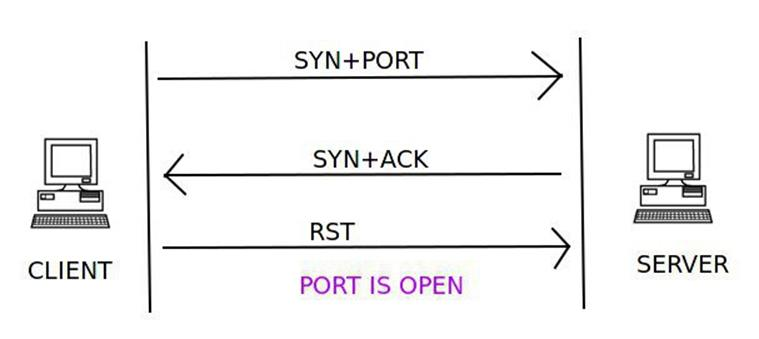 SYN+PORT
SYN+ACK
RST
CLIENT
SERVER
PORT IS OPEN